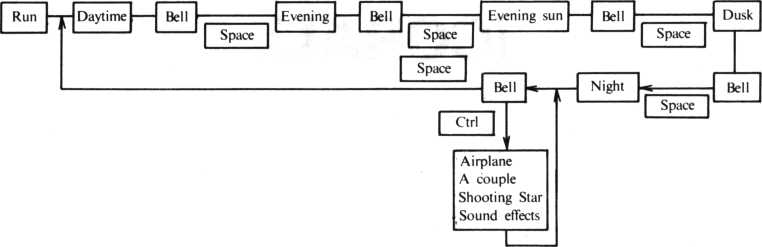 Run Daytime Bell Evening Bell Evening sun Bell Dusk
Space Space Space
Space
Bell Night Bell
Space
Ctrl
Airplane
A couple
Shooting Star
Sound effects